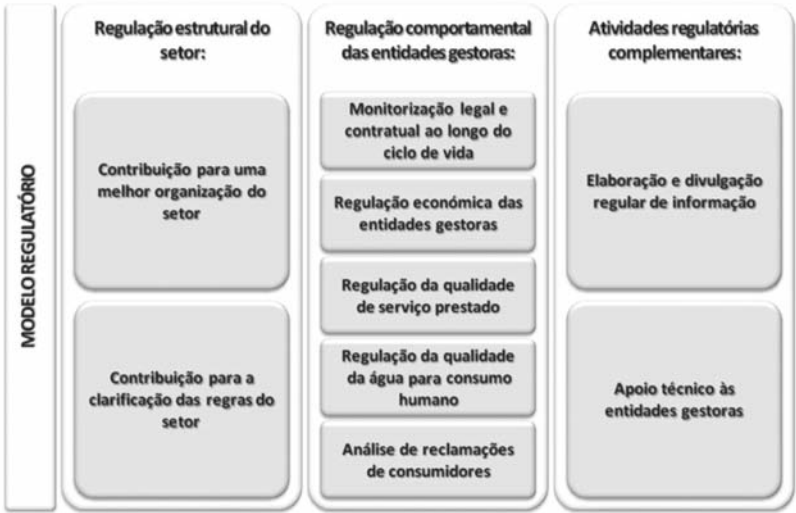 MODELO REGULATÓRIO
Regulação estrutural do
setor:
Contribuição para uma
melhor organização do
setor
Contribuição para a
clarificação das regras do
setor
Regulação comportamental
das entidades gestoras:
Monitorização legal e
contratual ao longo do
ciclo de vida
Regulação económica das
entidades gestoras
Regulação da qualidade
de serviço prestado
Regulação da qualidade
da água para consumo
humano
Análise de reclamações
de consumidores
Atividades regulatórias
complementares:
Elaboração e divulgação
regular de informação
Apoio técnico às
entidades gestoras